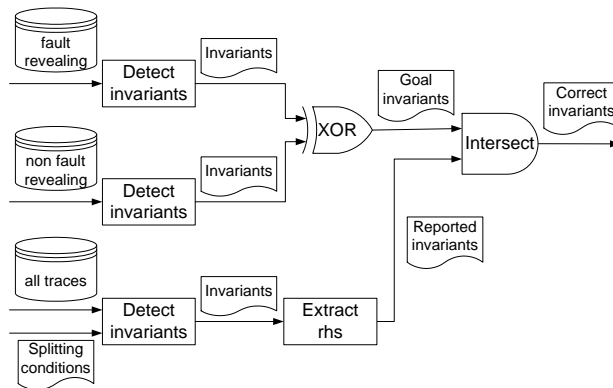 fault
revealing
Detect
invariants
Invariants
non fault
revealing
Detect
invariants
Invariants
XOR
Goal
invariants
Intersect
Correct
invariants
all traces
Splitting
conditions
Detect
invariants
Invariants
Extract
rhs
Reported
invariants